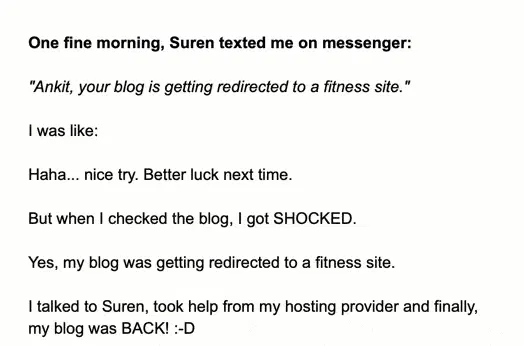 One fine morning, Suren texted me on messenger:
"Ankit, your blog is getting redirected to a fitness site."
I was like:
Haha... nice try. Better luck next time.
But when I checked the blog, I got SHOCKED.
Yes, my blog was getting redirected to a fitness site.
I talked to Suren, took help from my hosting provider and finally,
my blog was BACK! :-D